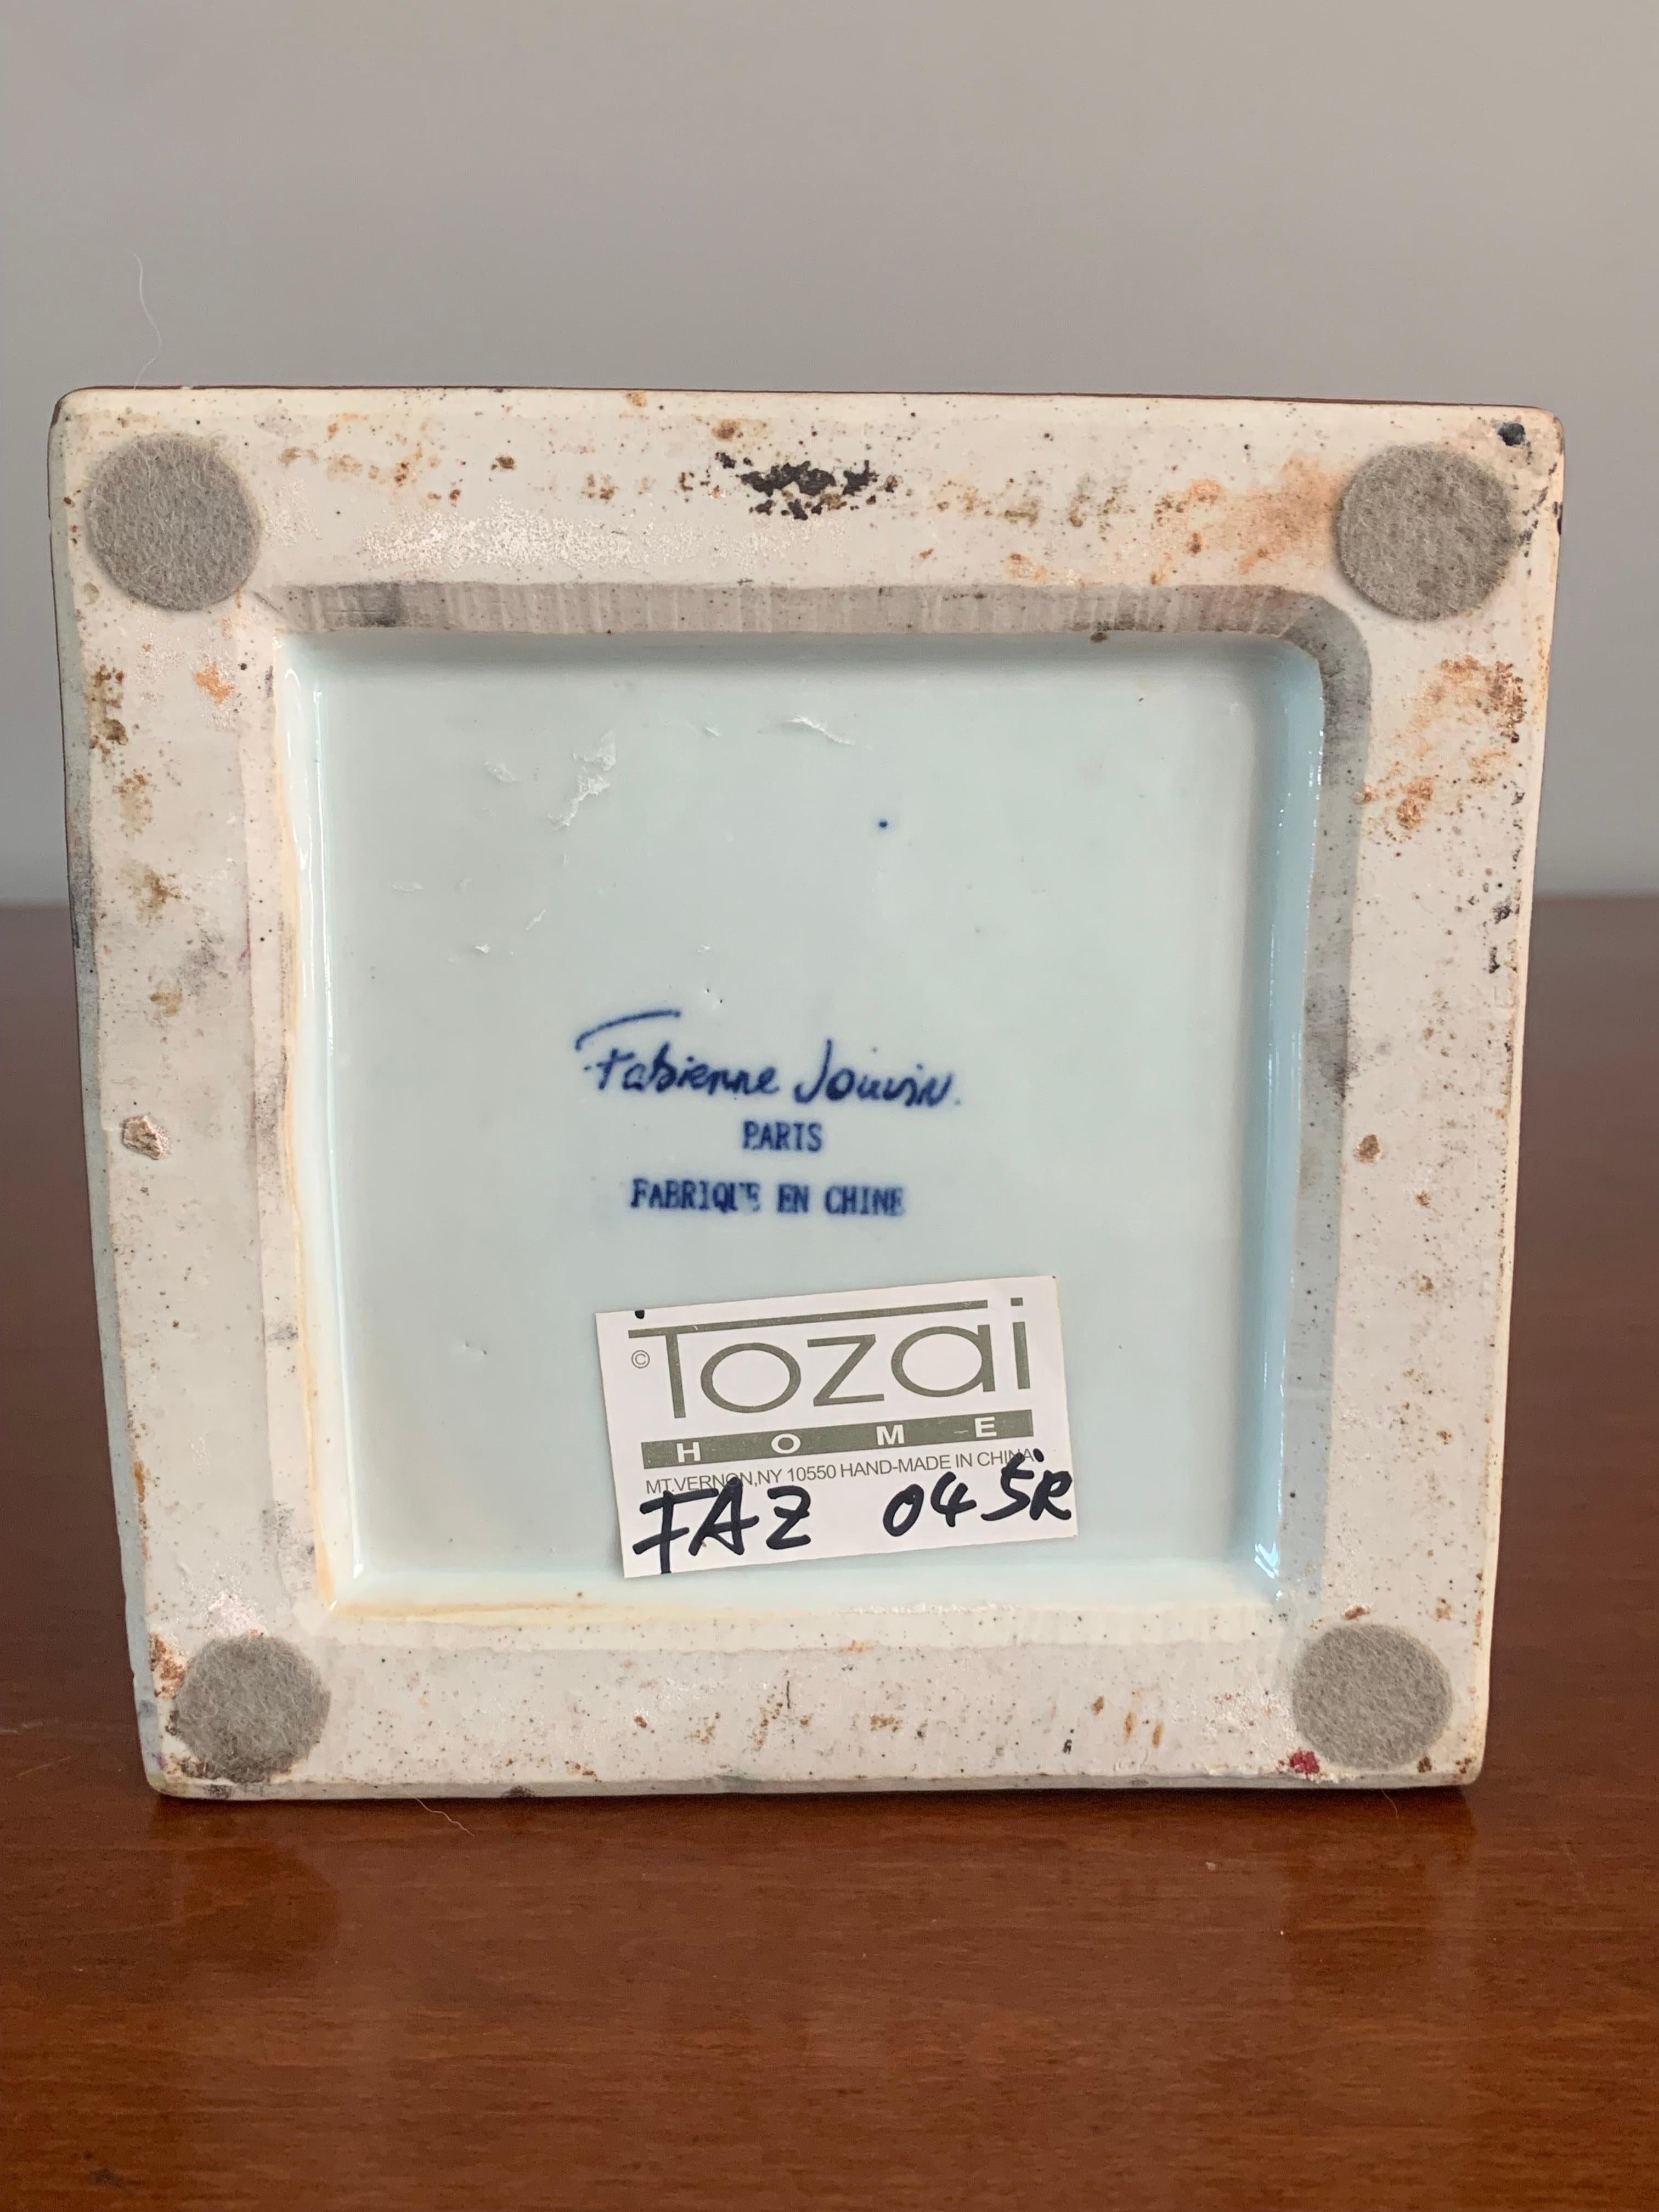 Fabienne Jouvin.
PARIS
FABRIQUE EN CHINE
© Tozai
HOME
MT.VERNON,NY 10550 HAND-MADE IN CHINA
FAZ 045R